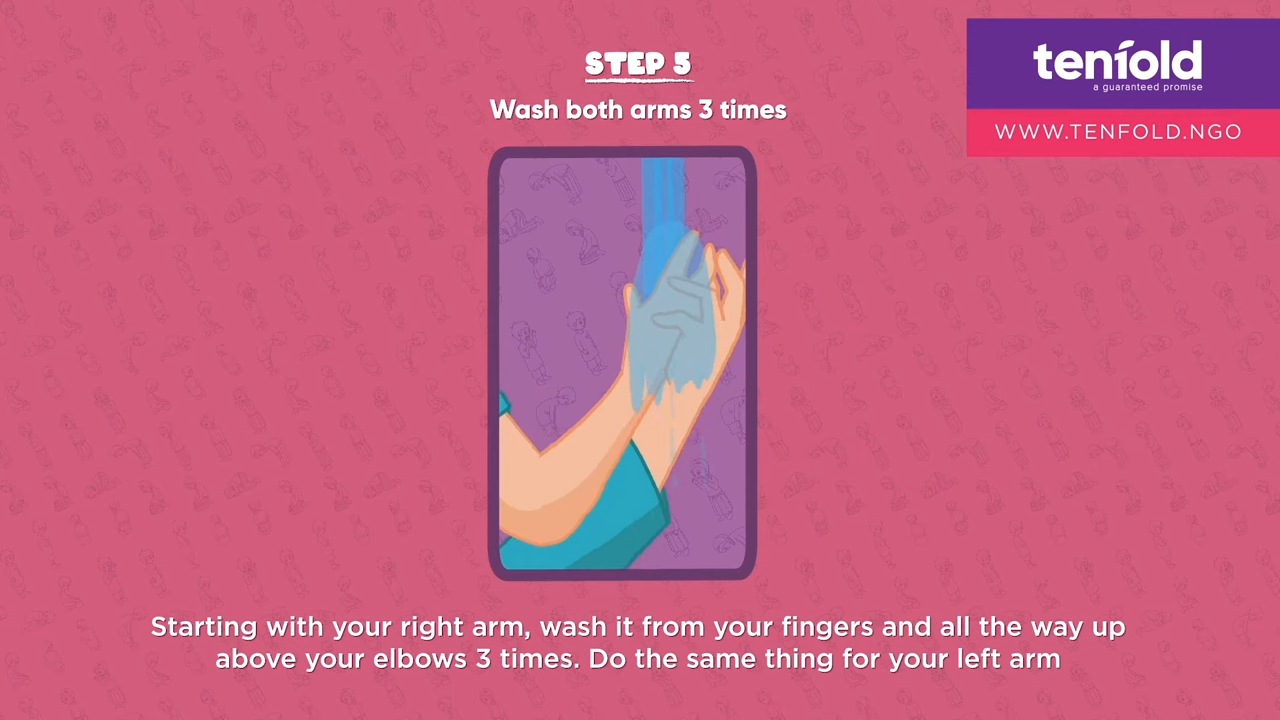 STEP 5
Wash both arms 3 times
tenfold
a guaranteed promise
WWW.TENFOLD.NGO
Starting with your right arm, wash it from your fingers and all the way up
above your elbows 3 times. Do the same thing for your left arm